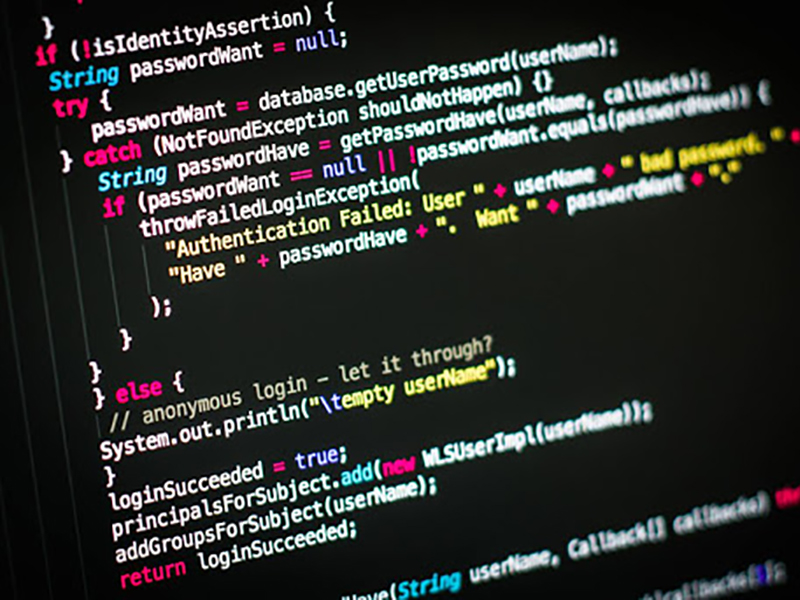 }
if (!isIdentityAssertion) {
String passwordWant = null;
try {
passwordWant = database.getUserPassword(userName);
} catch (NotFoundException shouldNotHappen) {}
String passwordHave = getPasswordHave(userName, callbacks);
if (passwordWant == null || !passwordWant.equals(passwordHave)) {
throwFailedLoginException(
"Authentication Failed: User " + userName + " bad password. " +
"Have " + passwordHave + ".  Want " + passwordWant + "."
);
}
}
} else {
// anonymous login – let it through?
System.out.println("\tempty userName");
}
loginSucceeded = true;
principalsForSubject.add(new WLSUserImpl(userName));
addGroupsForSubject(userName);
return loginSucceeded;
(String userName, Callback[] callbacks)